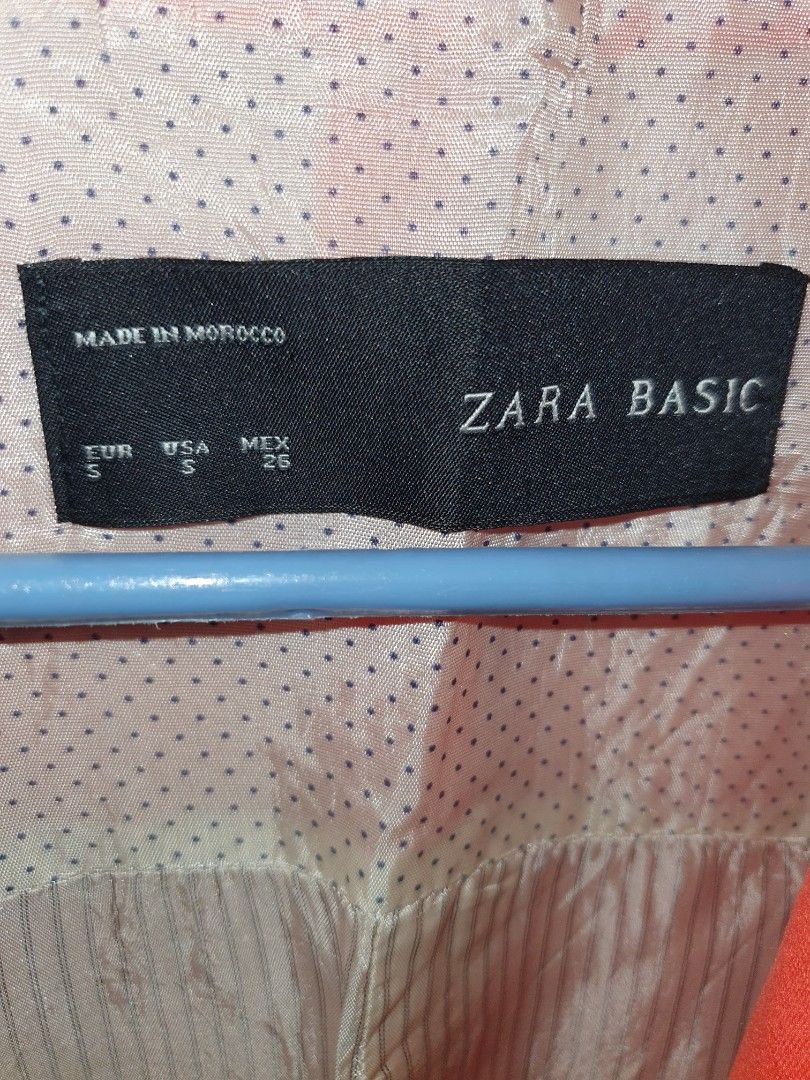 MADE IN MOROCCO
ZARA BASIC
EUR USA MEX
S S 26